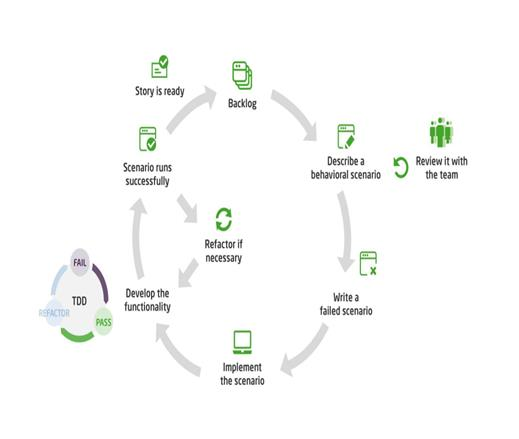 Story is ready
Backlog
Describe a
behavioral scenario
Review it with
the team
Scenario runs
successfully
Refactor if
necessary
Write a
failed scenario
Develop the
functionality
Implement
the scenario
FAIL
TDD
REFACTOR
PASS